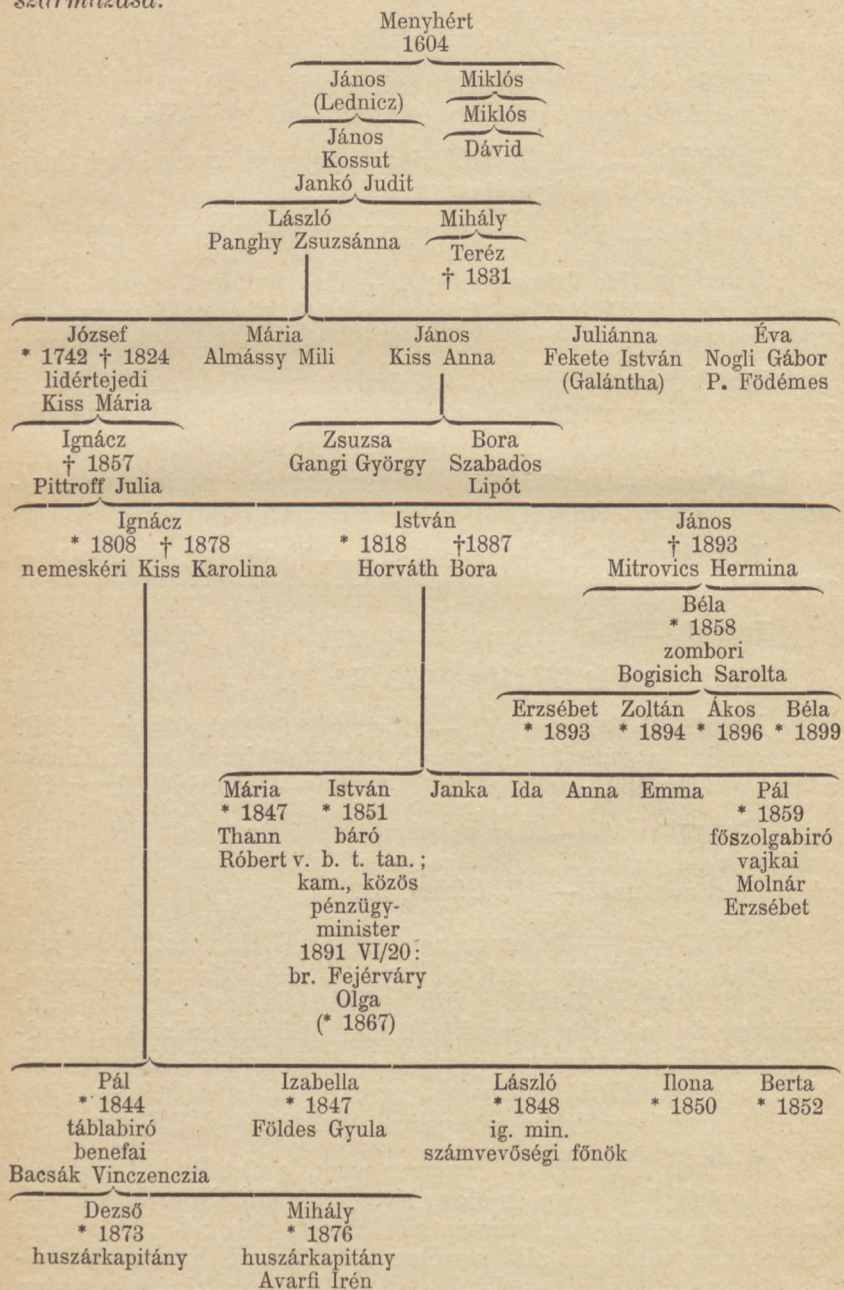 származása.
Menyhért
1604
János Miklós
(Lednicz) Miklós
János Dávid
Kossut
Jankó Judit
László Mihály
Panghy Zsuzsánna Teréz
† 1831
József Mária János Juliánna Éva
* 1742 † 1824 Almássy Mili Kiss Anna Fekete István Nogli Gábor
lidértejedi (Galántha) P. Födémes
Kiss Mária
Ignácz Zsuzsa Bora
† 1857 Gangi György Szabados
Pittroff Julia Lipót
Ignácz István János
* 1808 † 1878 * 1818 †1887 † 1893
nemeskéri Kiss Karolina Horváth Bora Mitrovics Hermina
Béla
* 1858
zombori
Bogisich Sarolta
Erzsébet Zoltán Ákos Béla
* 1893 * 1894 * 1896 * 1899
Mária István Janka Ida Anna Emma Pál
* 1847 * 1851 * 1859
Thann báró főszolgabiró
Róbert v. b. t. tan.; vajkai
kam., közös Molnár
pénzügy- Erzsébet
minister
1891 VI/20:
br. Fejérváry
Olga
(* 1867)
Pál Izabella László Ilona Berta
* 1844 * 1847 * 1848 * 1850 * 1852
táblabiró Földes Gyula ig. min.
benefai számvevőségi főnök
Bacsák Vinczenczia
Dezső Mihály
* 1873 * 1876
huszárkapitány huszárkapitány
Avarfi Irén